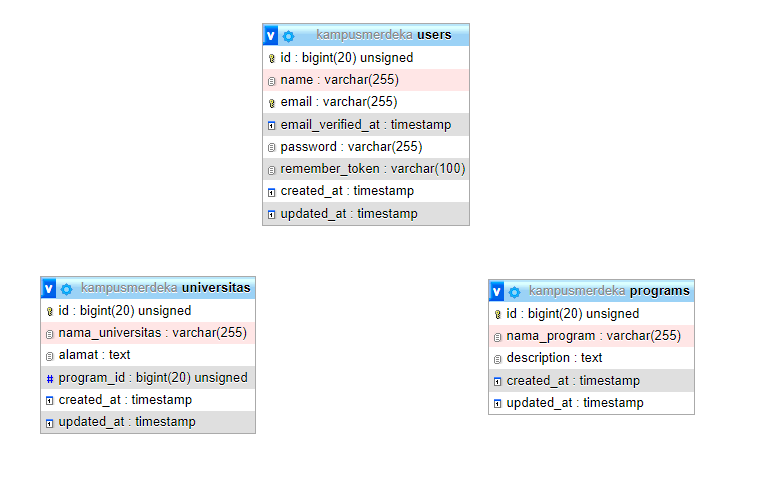 v kampusmerdeka users
id : bigint(20) unsigned
name : varchar(255)
email : varchar(255)
email_verified_at : timestamp
password : varchar(255)
remember_token : varchar(100)
created_at : timestamp
updated_at : timestamp
v kampusmerdeka universitas
id : bigint(20) unsigned
nama_universitas : varchar(255)
alamat : text
# program_id : bigint(20) unsigned
created_at : timestamp
updated_at : timestamp
v kampusmerdeka programs
id : bigint(20) unsigned
nama_program : varchar(255)
description : text
created_at : timestamp
updated_at : timestamp